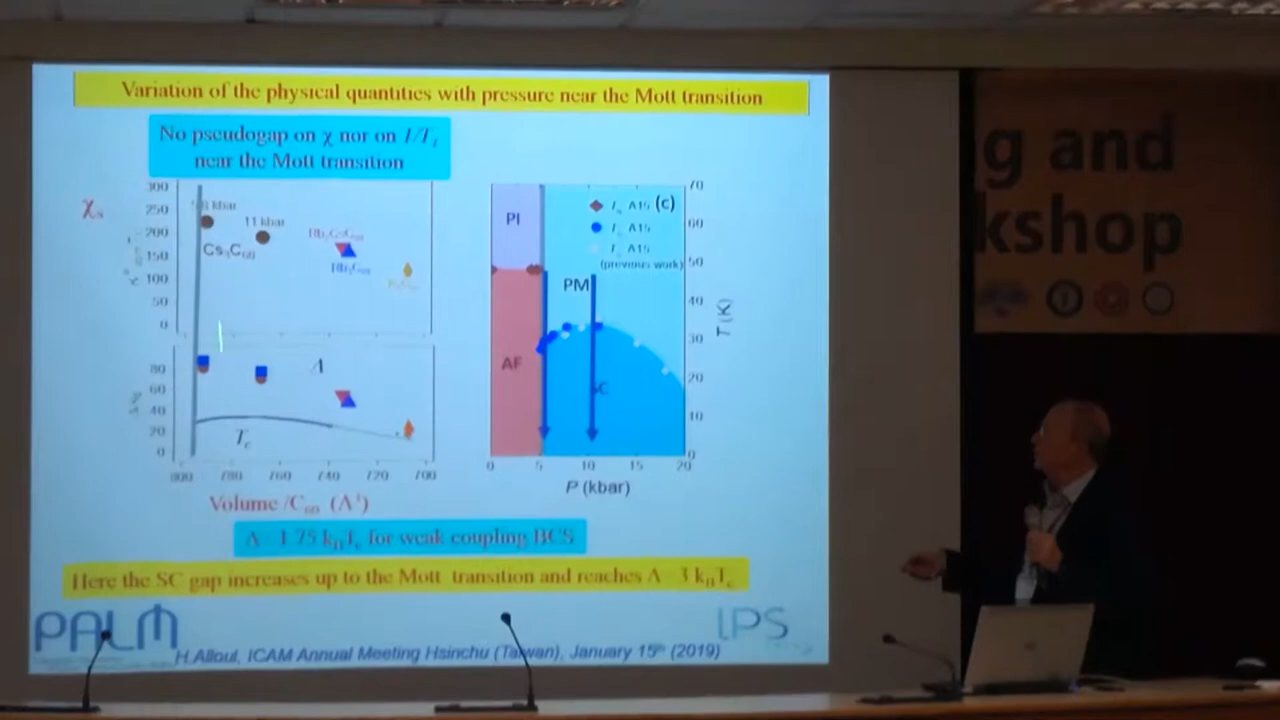 Variation of the physical quantities with pressure near the Mott transition
No pseudogap on χ nor on 1/T₁
near the Mott transition
χₛ
300
250
200
150
100
50
0
kbar
11 kbar
Cs₃C₆₀
80
60
40
20
0
Λ
T_c
800
780
760
740
720
700
Volume /C₆₀ (Å³)
PI
AF
PM
A15 (c)
A15
A15
(previous work)
70
60
50
40
30
20
10
0
T (K)
0
5
10
15
20
P (kbar)
1 75 k_BT_c for weak coupling BCS
Here the SC gap increases up to the Mott transition and reaches Δ 3 k_BT_c
PALM
LPS
H.Alloul, ICAM Annual Meeting Hsinchu (Taiwan), January 15th (2019)
g and
kshop